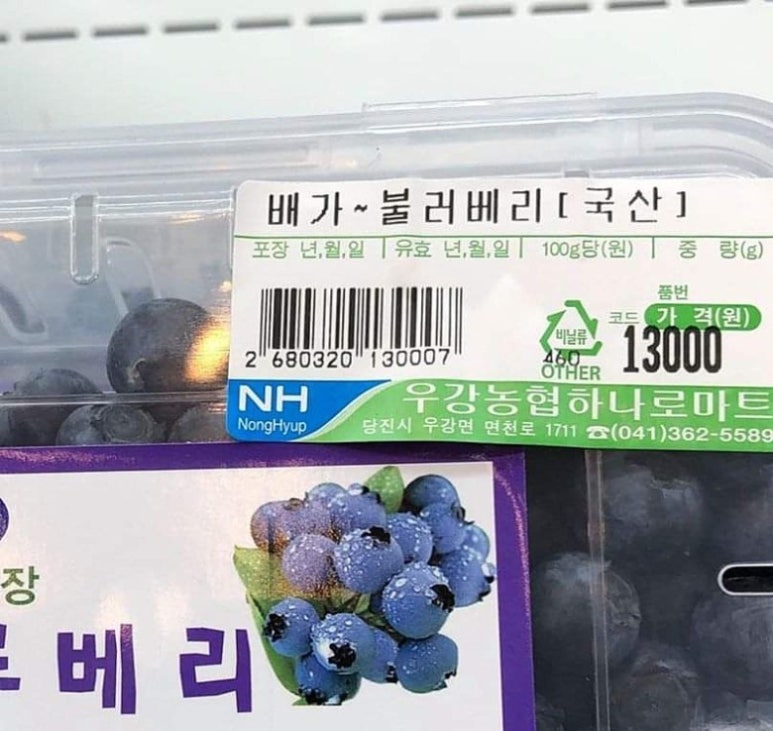 배가~불러베리[국산]
포장 년,월,일 | 유효 년,월,일 | 100g당(원) | 중 량(g)
품번
코드 가 격(원)
비닐류
2 680320 130007
460
13000
OTHER
NH
NongHyup
우강농협하나로마트
당진시 우강면 면천로 1711 ☎(041)362-5589
장
베리